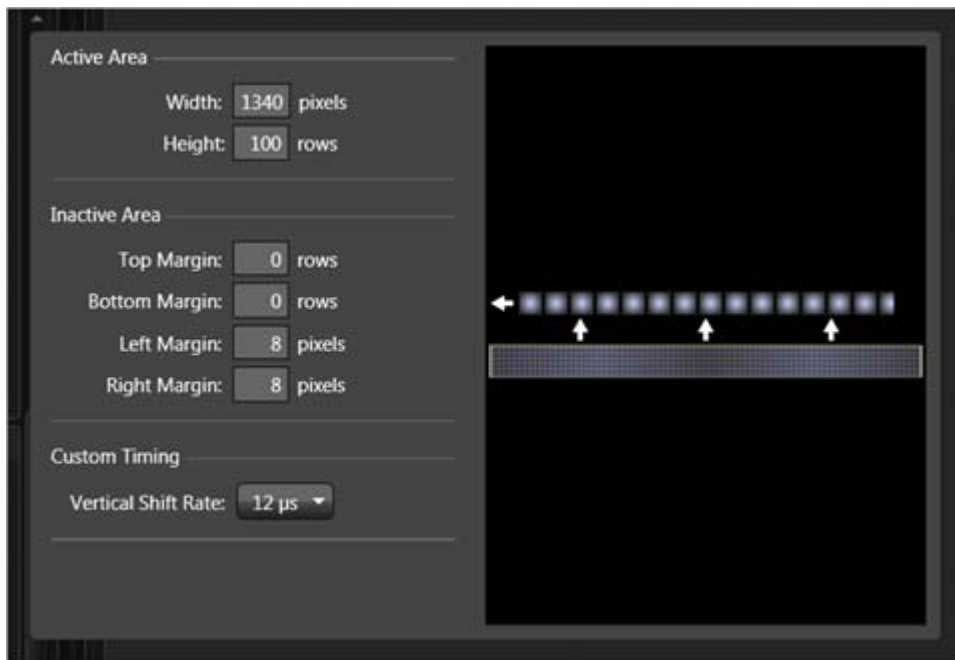 Active Area
Width: 1340 pixels
Height: 100 rows
Inactive Area
Top Margin: 0 rows
Bottom Margin: 0 rows
Left Margin: 8 pixels
Right Margin: 8 pixels
Custom Timing
Vertical Shift Rate: 12 µs